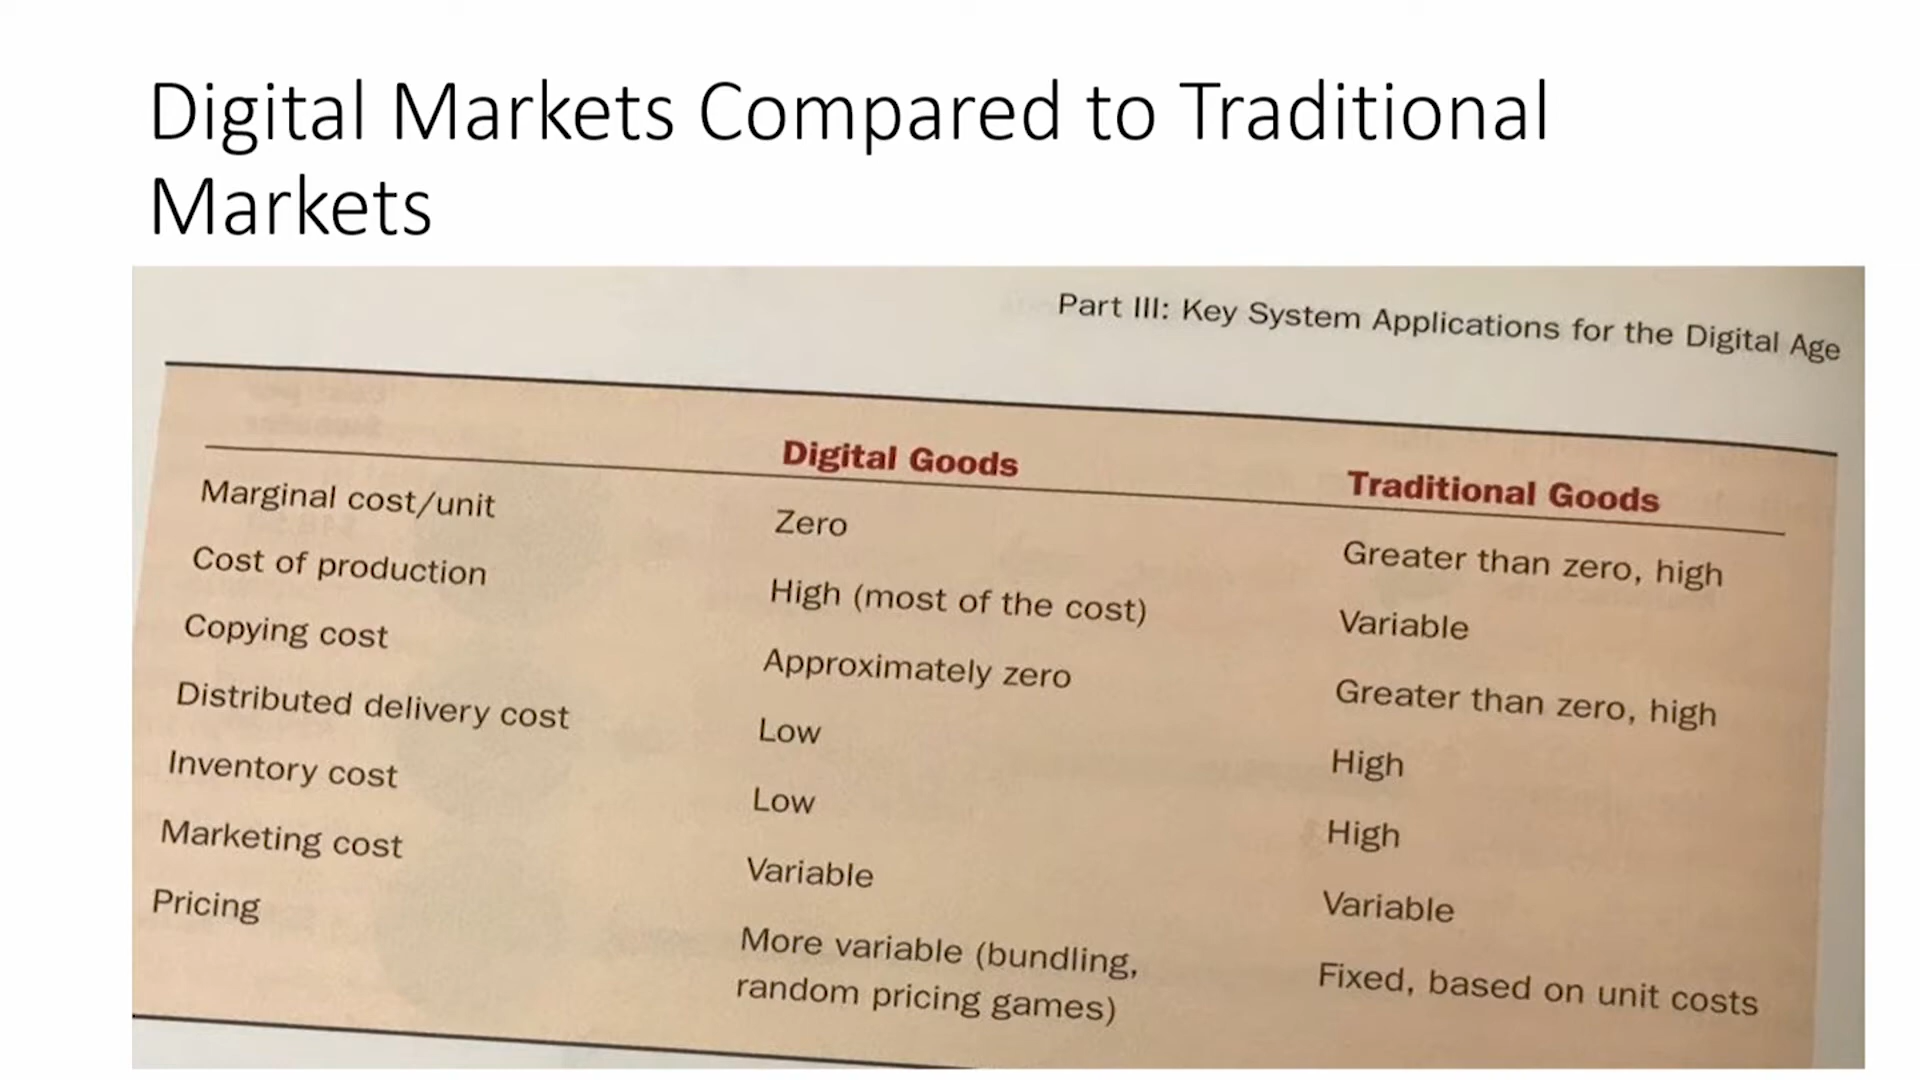 Digital Markets Compared to Traditional
Markets
Part III: Key System Applications for the Digital Age
Digital Goods Traditional Goods
Marginal cost/unit Zero Greater than zero, high
Cost of production High (most of the cost) Variable
Copying cost Approximately zero Greater than zero, high
Distributed delivery cost Low High
Inventory cost Low High
Marketing cost Variable Variable
Pricing More variable (bundling, Fixed, based on unit costs
random pricing games)